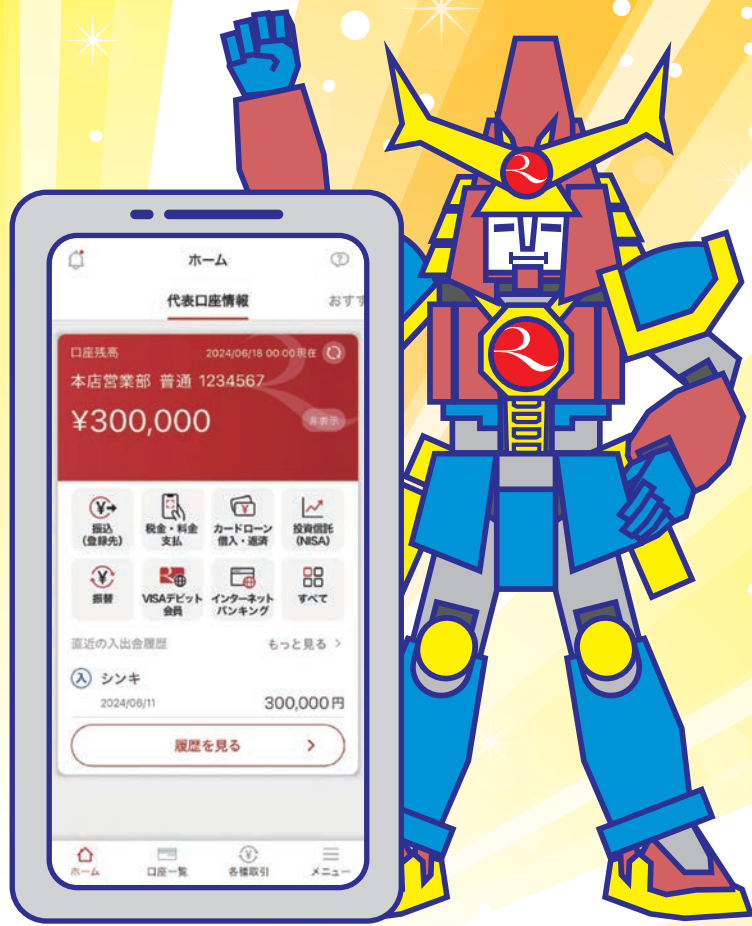 ホーム
代表口座情報
おすす
口座残高
2024/06/18 00:00現在
本店営業部 普通 1234567
¥300,000
非表示
振込
(登録先)
税金・料金
支払
カードローン
借入・返済
投資信託
(NISA)
振替
VISAデビット
会員
インターネット
バンキング
すべて
直近の入出金履歴
もっと見る >
入 シンキ
2024/06/11
300,000円
履歴を見る >
ホーム
口座一覧
各種取引
メニュー